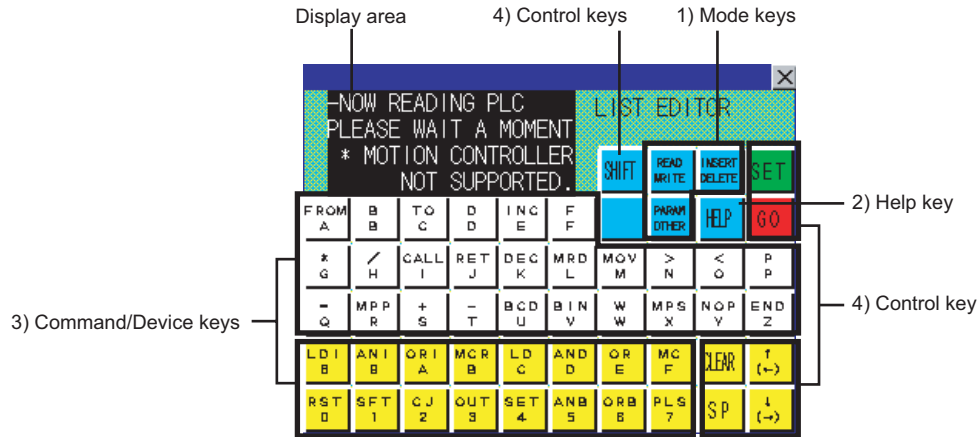 Display area
4) Control keys
1) Mode keys
-NOW READING PLC
PLEASE WAIT A MOMENT
* MOTION CONTROLLER
NOT SUPPORTED.
LIST EDITOR
SHIFT
READ
WRITE
INSERT
DELETE
SET
PARAM
OTHER
HELP
GO
2) Help key
FROM B TO D INC F
A B C D E F
* / CALL RET DEC MRD MOV > < P
G H I J K L M N O P
4) Control key
3) Command/Device keys
= MPP + - BCD BIN W MPS NOP END
Q R S T U V W X Y Z
LDI ANI ORI MCR LD AND OR MC CLEAR ↑
8 9 A B C D E F (←)
RST SFT CJ OUT SET ANB ORB PLS SP ↓
0 1 2 3 4 5 6 7 (→)